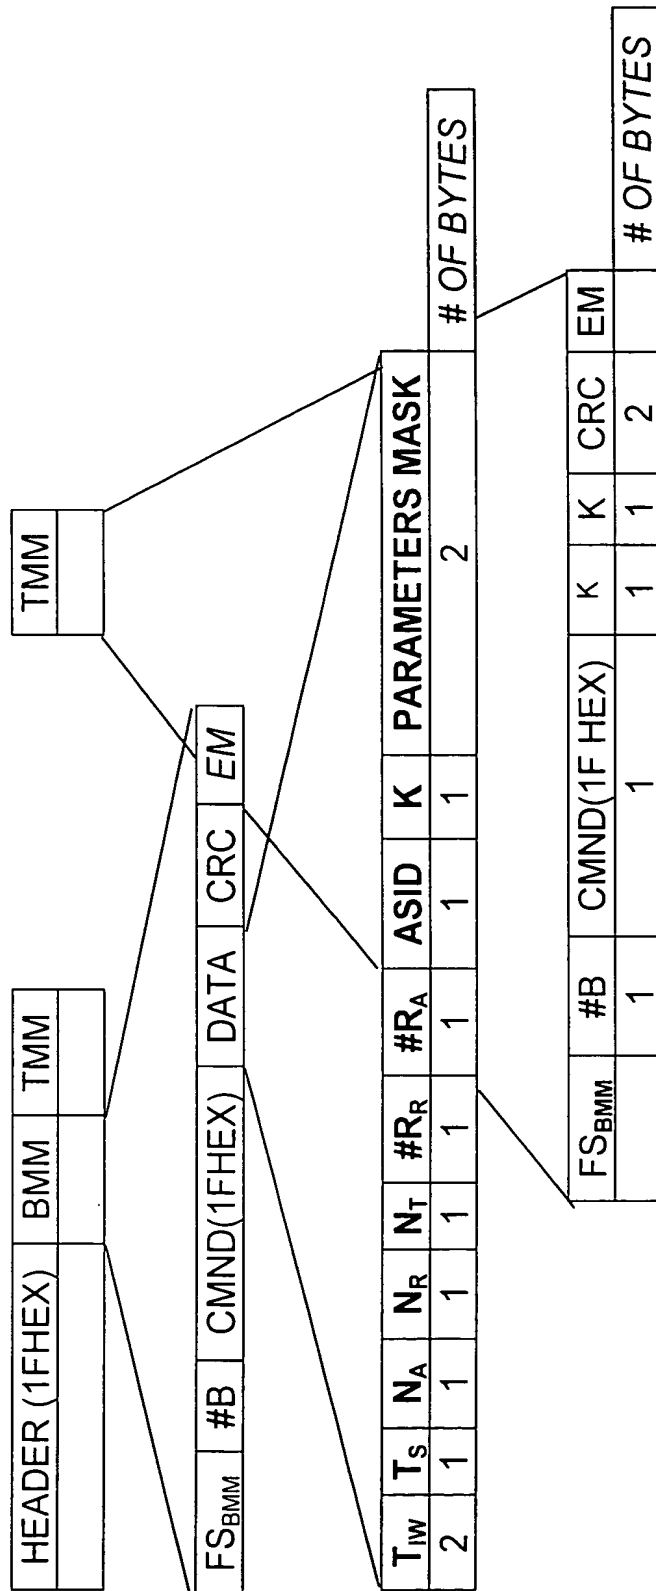 HEADER (1FHEX) BMM TMM TMM
FS_BMM #B CMND(1FHEX) DATA CRC EM
T_IW T_S N_A N_R N_T #R_R #R_A ASID K PARAMETERS MASK
2 1 1 1 1 1 1 1 1 2 # OF BYTES
FS_BMM #B CMND(1F HEX) K K CRC EM
1 1 1 1 2 # OF BYTES